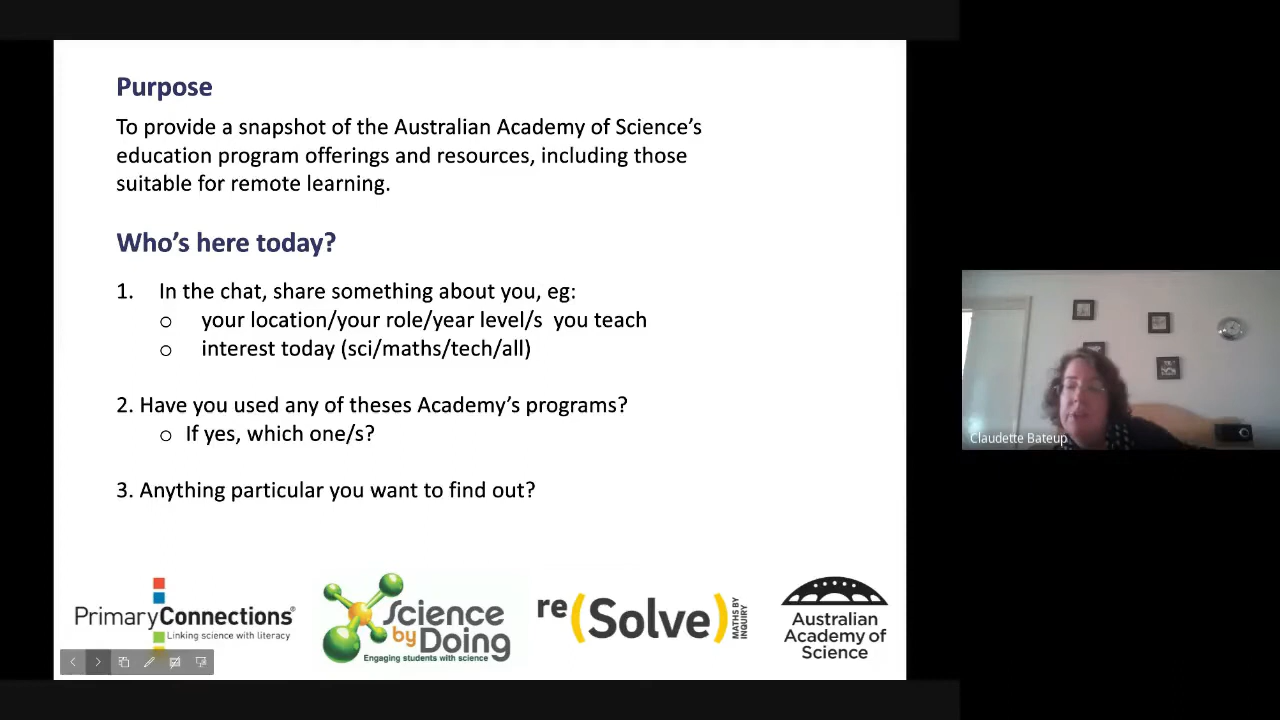 Purpose
To provide a snapshot of the Australian Academy of Science's
education program offerings and resources, including those
suitable for remote learning.
Who's here today?
1. In the chat, share something about you, eg:
o your location/your role/year level/s you teach
o interest today (sci/maths/tech/all)
2. Have you used any of theses Academy's programs?
o If yes, which one/s?
3. Anything particular you want to find out?
PrimaryConnections®
Linking science with literacy
Science
by Doing
Engaging students with science
re(Solve)
MATHS BY
INQUIRY
Australian
Academy of
Science
Claudette Bateup